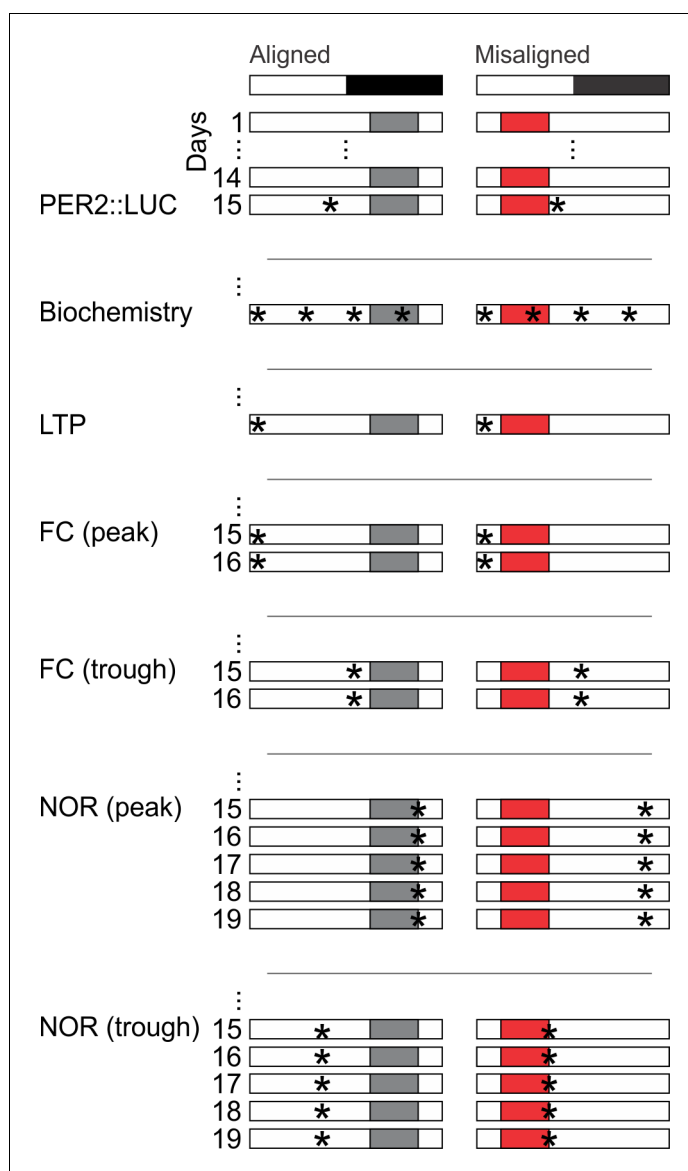 Aligned Misaligned
Days
1
14
PER2::LUC 15
Biochemistry
LTP
FC (peak) 15
16
FC (trough) 15
16
NOR (peak) 15
16
17
18
19
NOR (trough) 15
16
17
18
19